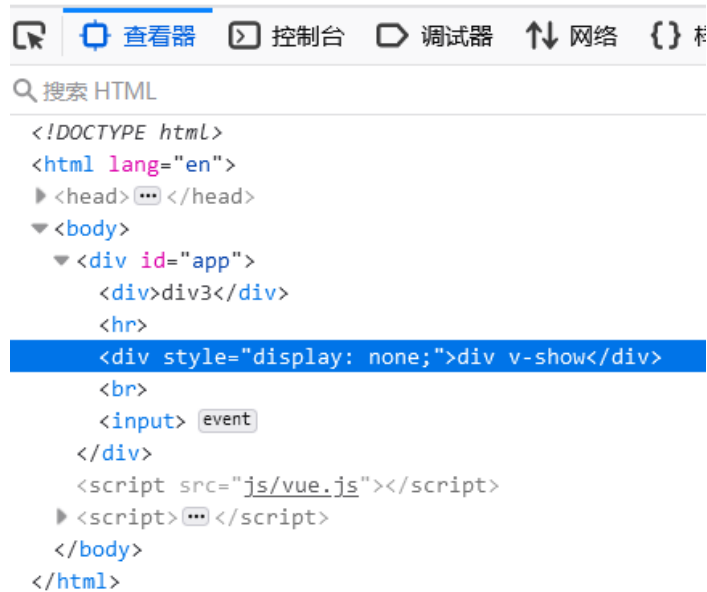 查看器 控制台 调试器 网络 {}
搜索 HTML
<!DOCTYPE html>
<html lang="en">
<head>···</head>
<body>
<div id="app">
<div>div3</div>
<hr>
<div style="display: none;">div v-show</div>
<br>
<input> event
</div>
<script src="js/vue.js"></script>
<script>···</script>
</body>
</html>